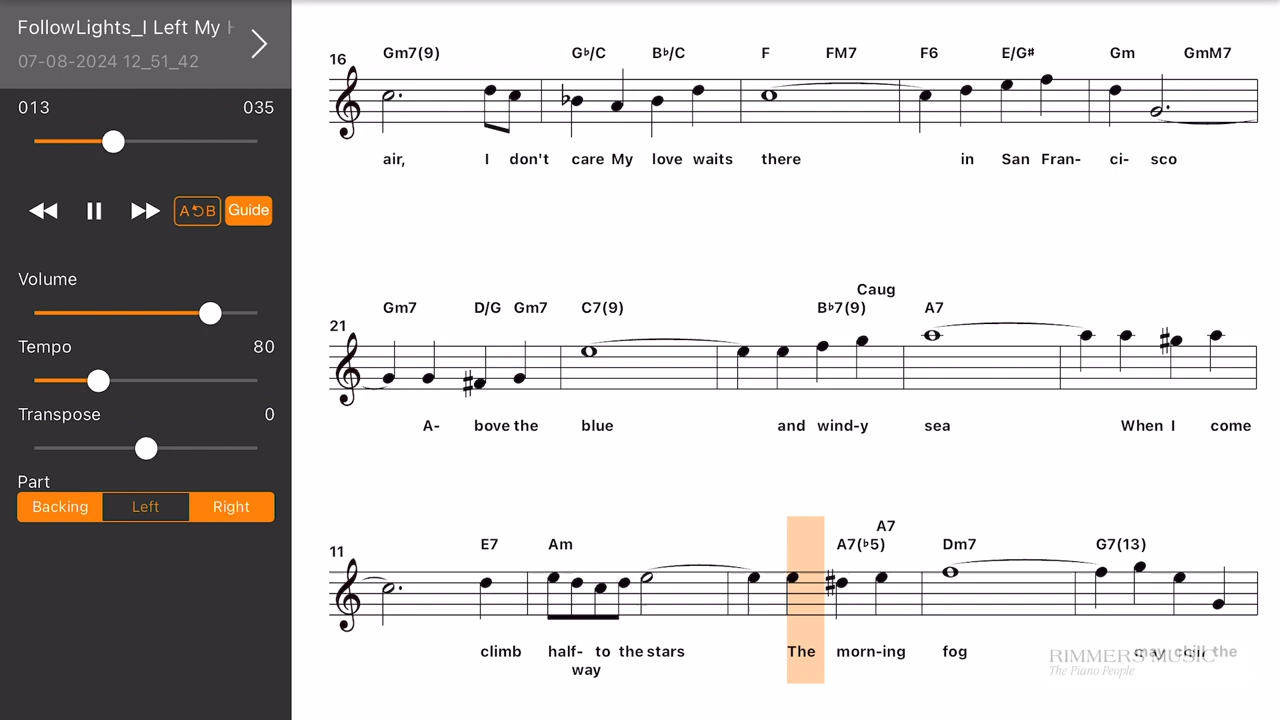 FollowLights_I Left My H
07-08-2024 12_51_42
013 035
A B Guide
Volume
Tempo 80
Transpose 0
Part
Backing Left Right
16
Gm7(9) G♭/C B♭/C F FM7 F6 E/G# Gm GmM7
air, I don't care My love waits there in San Fran- ci- sco
21
Caug
Gm7 D/G Gm7 C7(9) B♭7(9) A7
A- bove the blue and wind-y sea When I come
11
A7
E7 Am A7(♭5) Dm7 G7(13)
climb half- to the stars The morn-ing fog may chill the
way
RIMMERS MUSIC
The Piano People